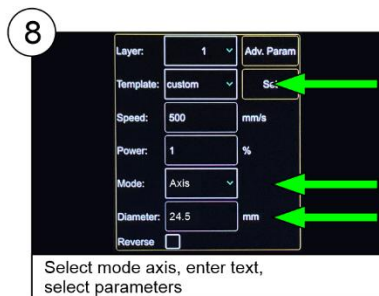 8
Layer: 1 Adv. Param
Template: custom
Speed: 500 mm/s
Power: 1 %
Mode: Axis
Diameter: 24.5 mm
Reverse
Select mode axis, enter text,
select parameters